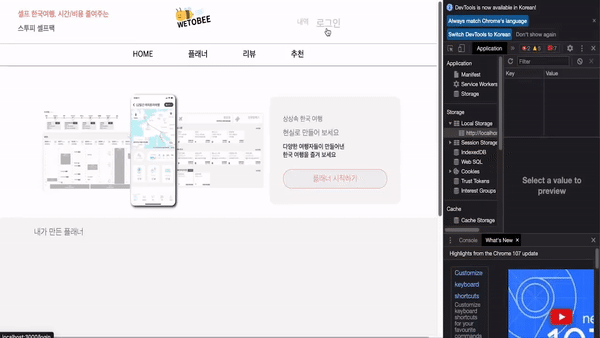 셀프 한국여행, 시간/비용 줄여주는
스투피 셀프팩
WETOBEE
내역
로그인
HOME
플래너
리뷰
추천
상상속 한국 여행
현실로 만들어 보세요
다양한 여행자들이 만들어낸
한국 여행을 즐겨 보세요
플래너 시작하기
내가 만든 플래너
localhost:3000/login
DevTools is now available in Korean!
Always match Chrome's language
Switch DevTools to Korean
Don't show again
Application
2
5
Application
Manifest
Service Workers
Storage
Storage
Local Storage
http://localho
Session Storage
IndexedDB
Web SQL
Cookies
Trust Tokens
Interest Groups
Cache
Cache Storage
Filter
Key
Value
Select a value to
preview
Console
What's New
Highlights from the Chrome 107 update
Customize
keyboard
shortcuts
Customize
keyboard
shortcuts
for your
favourite
commands
ne
107